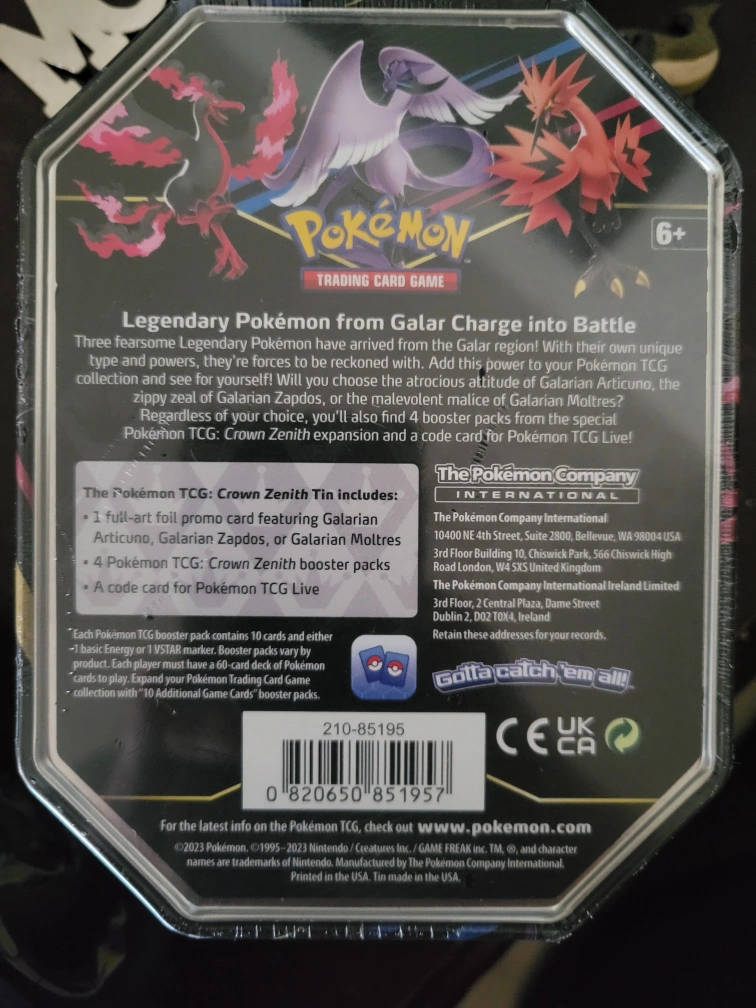 MO
POKéMON
TRADING CARD GAME
6+
Legendary Pokémon from Galar Charge into Battle
Three fearsome Legendary Pokémon have arrived from the Galar region! With their own unique
type and powers, they're forces to be reckoned with. Add this power to your Pokémon TCG
collection and see for yourself! Will you choose the atrocious attitude of Galarian Articuno, the
zippy zeal of Galarian Zapdos, or the malevolent malice of Galarian Moltres?
Regardless of your choice, you'll also find 4 booster packs from the special
Pokémon TCG: Crown Zenith expansion and a code card for Pokémon TCG Live!
The Pokémon TCG: Crown Zenith Tin includes:
• 1 full-art foil promo card featuring Galarian
Articuno, Galarian Zapdos, or Galarian Moltres
• 4 Pokémon TCG: Crown Zenith booster packs
• A code card for Pokémon TCG Live
Each Pokémon TCG booster pack contains 10 cards and either
1 basic Energy or 1 VSTAR marker. Booster packs vary by
product. Each player must have a 60-card deck of Pokémon
cards to play. Expand your Pokémon Trading Card Game
collection with "10 Additional Game Cards" booster packs.
The Pokémon Company
INTERNATIONAL
The Pokémon Company International
10400 NE 4th Street, Suite 2800, Bellevue, WA 98004 USA
3rd Floor Building 10, Chiswick Park, 566 Chiswick High
Road London, W4 5XS United Kingdom
The Pokémon Company International Ireland Limited
3rd Floor, 2 Central Plaza, Dame Street
Dublin 2, D02 T0X4, Ireland
Retain these addresses for your records.
Gotta catch 'em all!
210-85195
0 820650 851957
CE
UK
CA
For the latest info on the Pokémon TCG, check out www.pokemon.com
©2023 Pokémon. ©1995–2023 Nintendo / Creatures Inc. / GAME FREAK inc. TM, ®, and character
names are trademarks of Nintendo. Manufactured by The Pokémon Company International.
Printed in the USA. Tin made in the USA.